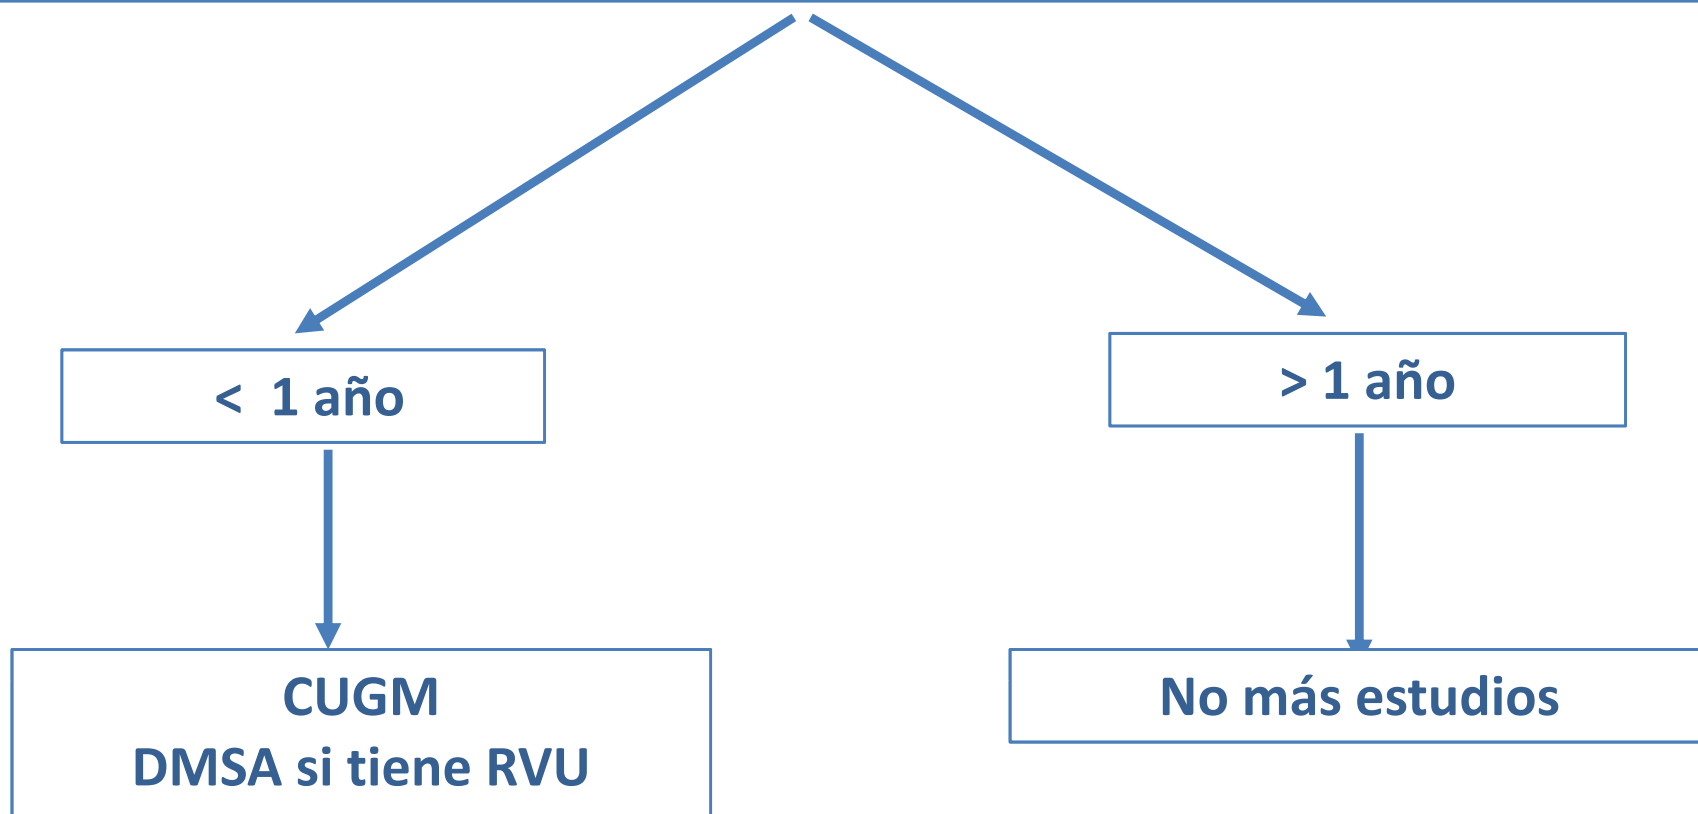 < 1 año
> 1 año
CUGM
DMSA si tiene RVU
No más estudios